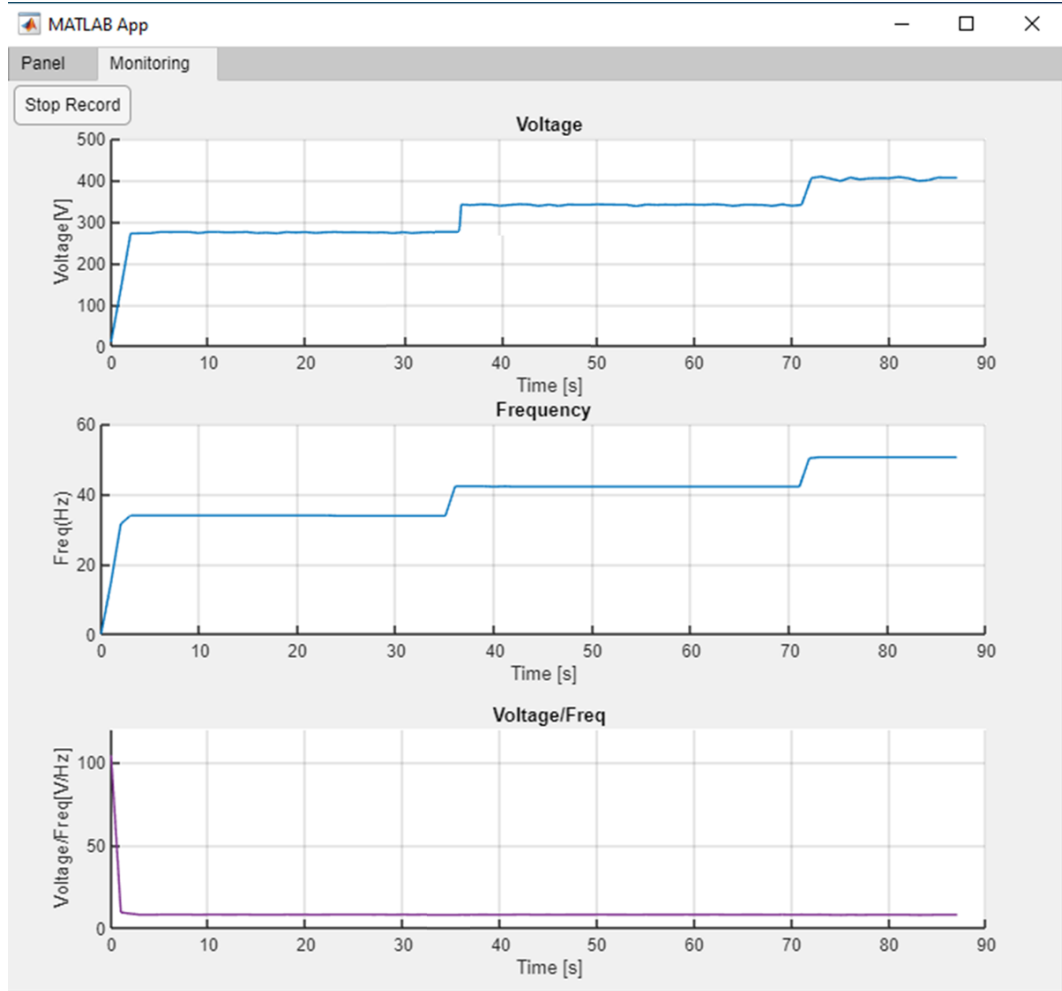 MATLAB App
Panel Monitoring
Stop Record
Voltage
500
400
300
200
100
0
Voltage[V]
0 10 20 30 40 50 60 70 80 90
Time [s]
Frequency
60
40
20
0
Freq(Hz)
0 10 20 30 40 50 60 70 80 90
Time [s]
Voltage/Freq
100
50
0
Voltage/Freq[V/Hz]
0 10 20 30 40 50 60 70 80 90
Time [s]